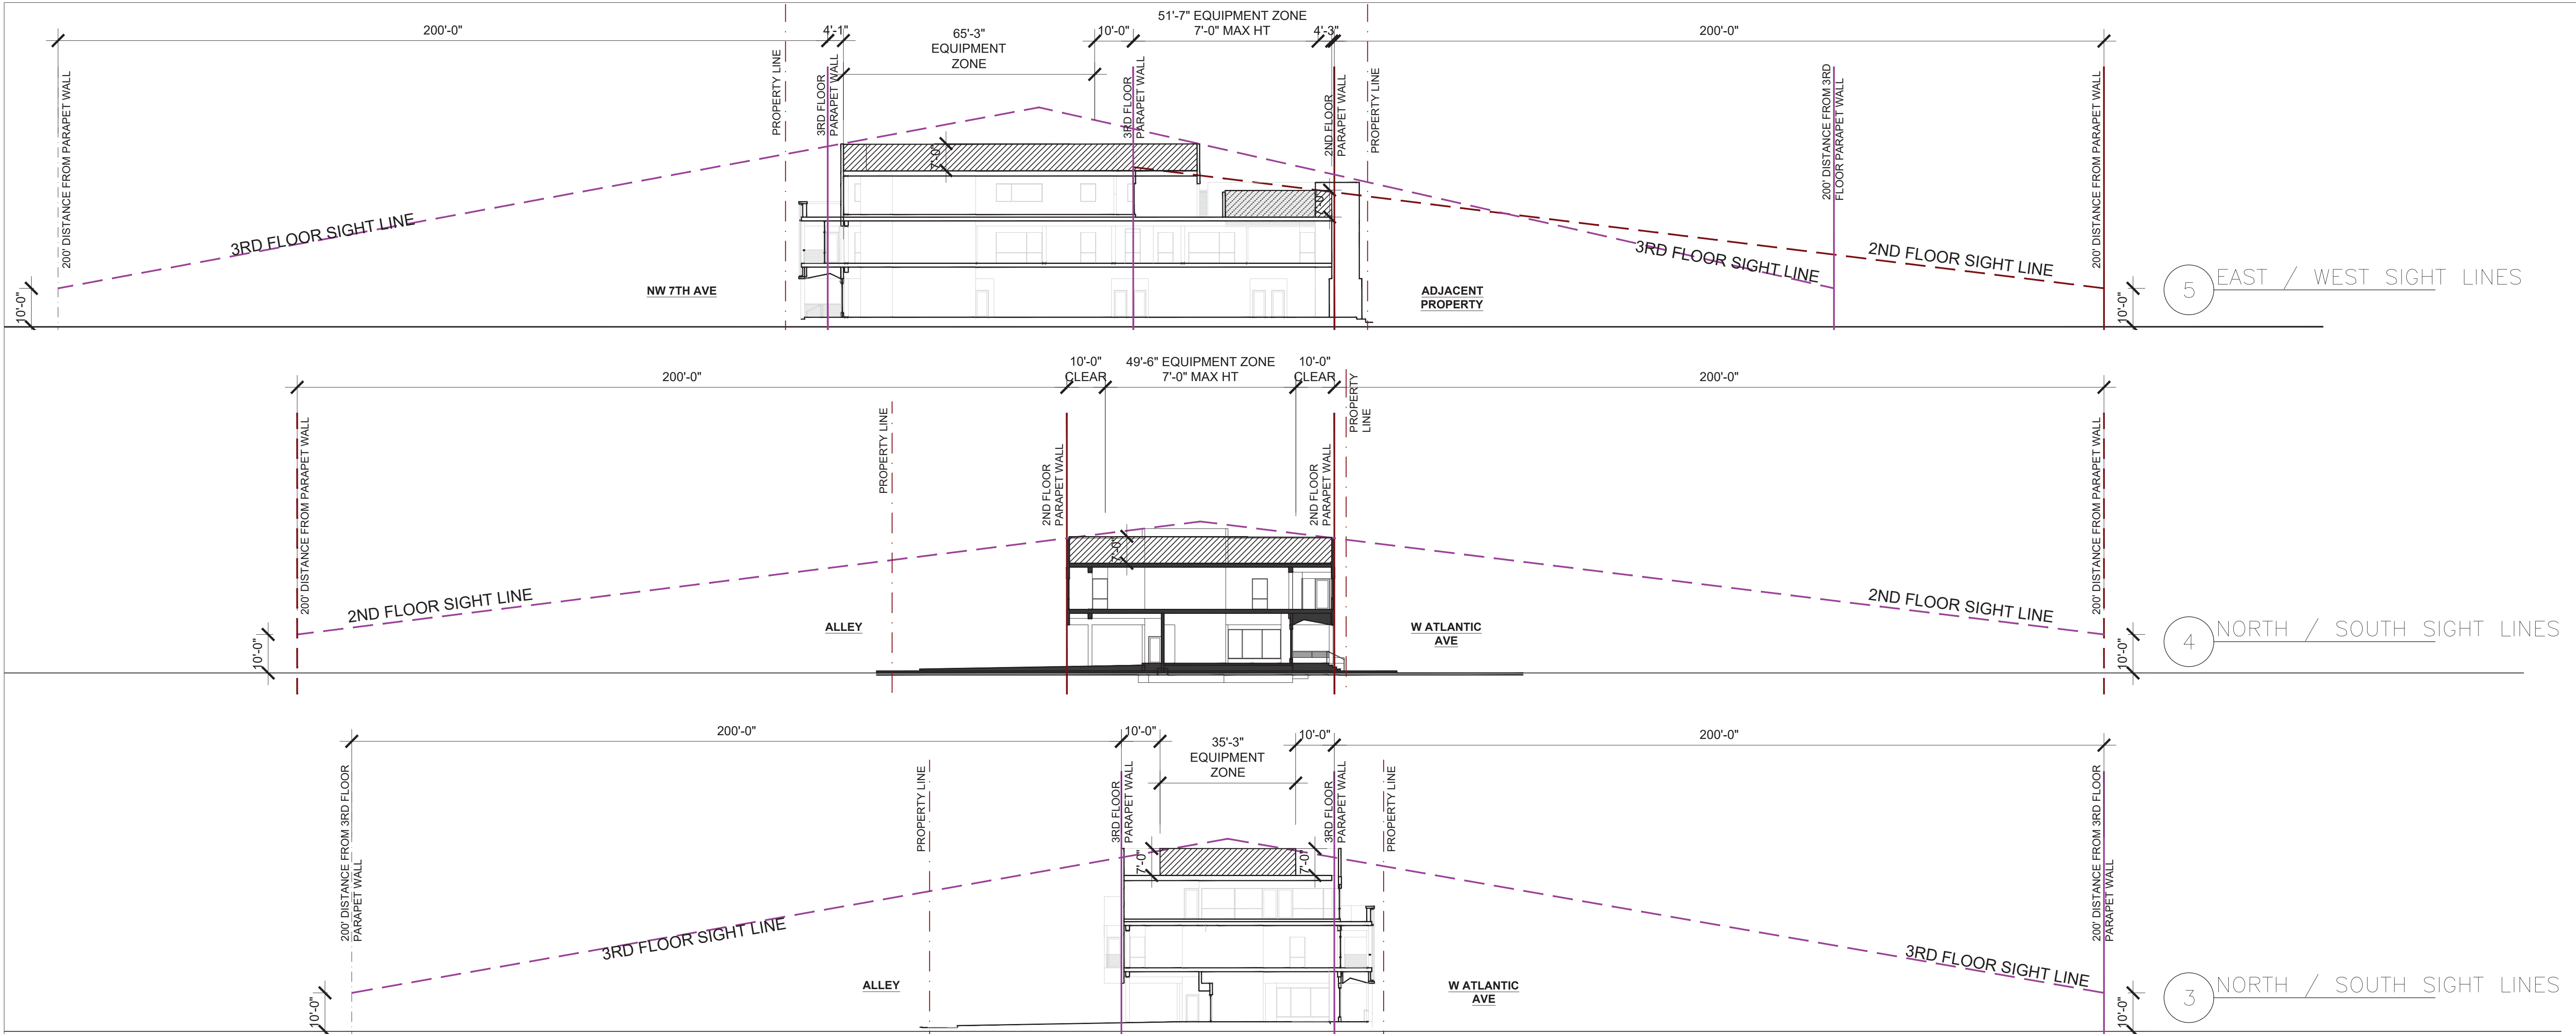 51'-7" EQUIPMENT ZONE
200'-0"
4'-1"
65'-3"
EQUIPMENT
ZONE
10'-0"
7'-0" MAX HT
4'-3"
200'-0"
200' DISTANCE FROM PARAPET WALL
PROPERTY LINE
3RD FLOOR
PARAPET WALL
3RD FLOOR
PARAPET WALL
2ND FLOOR
PARAPET WALL
PROPERTY LINE
200' DISTANCE FROM 3RD
FLOOR PARAPET WALL
200' DISTANCE FROM PARAPET WALL
7'-0"
7'-0"
3RD FLOOR SIGHT LINE
3RD FLOOR SIGHT LINE
2ND FLOOR SIGHT LINE
10'-0"
NW 7TH AVE
ADJACENT
PROPERTY
10'-0"
5
EAST / WEST SIGHT LINES
200'-0"
10'-0"
CLEAR
49'-6" EQUIPMENT ZONE
7'-0" MAX HT
10'-0"
CLEAR
200'-0"
200' DISTANCE FROM PARAPET WALL
PROPERTY LINE
2ND FLOOR
PARAPET WALL
2ND FLOOR
PARAPET WALL
PROPERTY
LINE
200' DISTANCE FROM PARAPET WALL
7'-0"
2ND FLOOR SIGHT LINE
2ND FLOOR SIGHT LINE
10'-0"
ALLEY
W ATLANTIC
AVE
10'-0"
4
NORTH / SOUTH SIGHT LINES
200'-0"
10'-0"
35'-3"
EQUIPMENT
ZONE
10'-0"
200'-0"
200' DISTANCE FROM 3RD FLOOR
PARAPET WALL
PROPERTY LINE
3RD FLOOR
PARAPET WALL
3RD FLOOR
PARAPET WALL
PROPERTY LINE
200' DISTANCE FROM 3RD FLOOR
PARAPET WALL
7'-0"
7'-0"
3RD FLOOR SIGHT LINE
3RD FLOOR SIGHT LINE
10'-0"
ALLEY
W ATLANTIC
AVE
10'-0"
3
NORTH / SOUTH SIGHT LINES